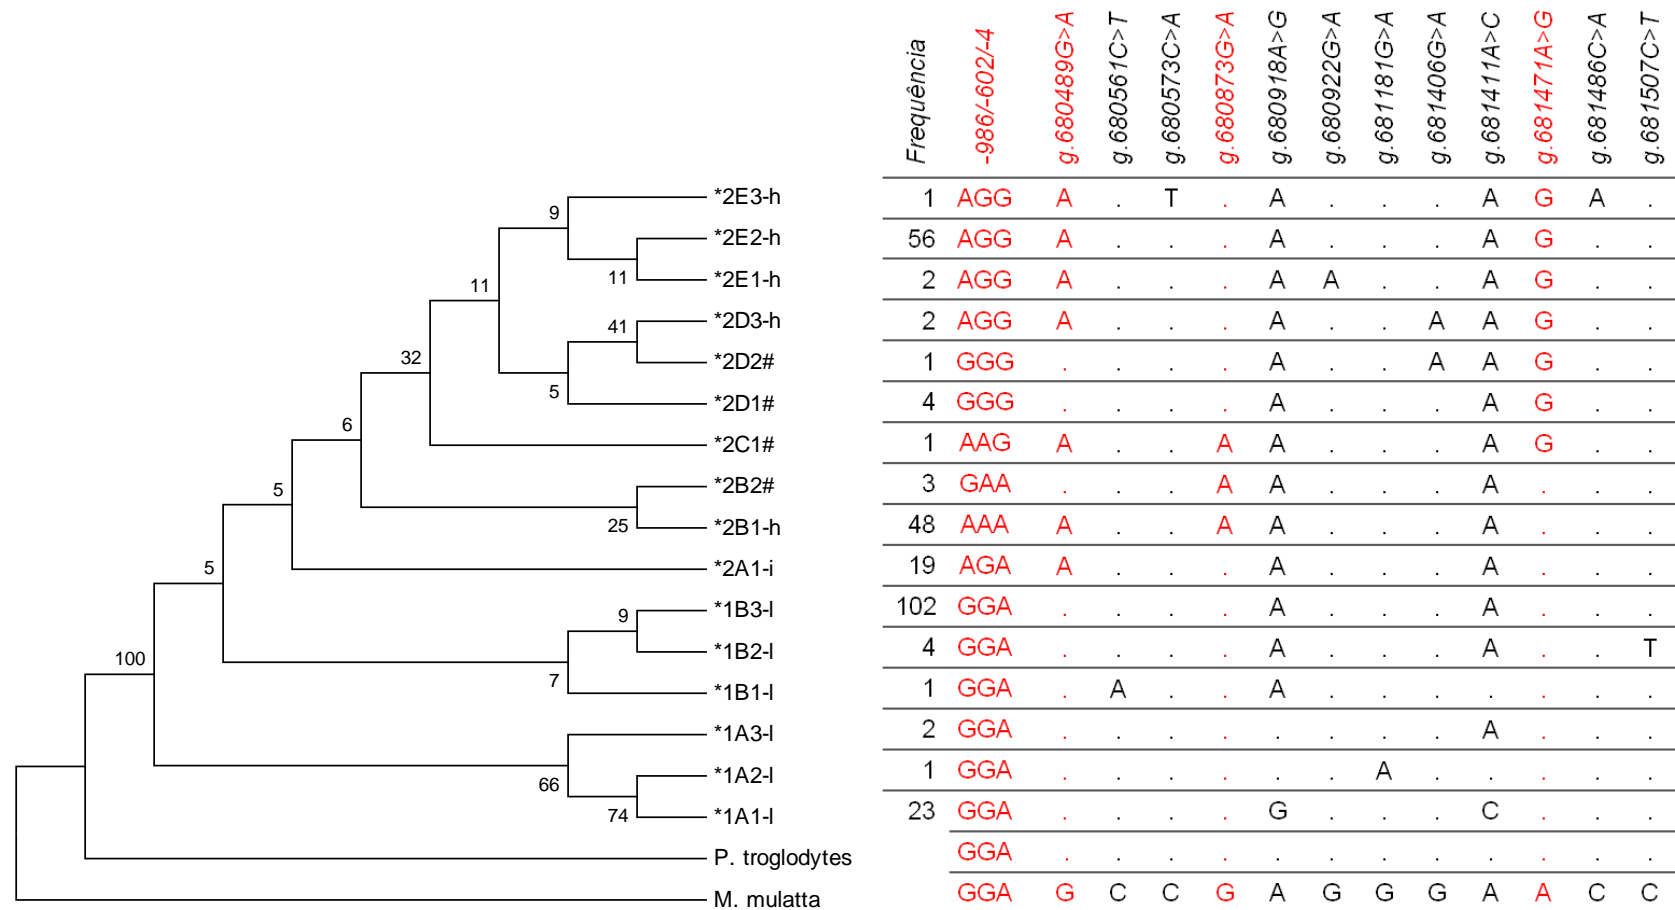 Frequência -986/-602/-4 g.680489G>A g.680561C>T g.680573C>A g.680873G>A g.680918A>G g.680922G>A g.681181G>A g.681406G>A g.681411A>C g.681471A>G g.681486C>A g.681507C>T
*2E3-h 1 AGG A . T . A . . . A G A .
9
*2E2-h 56 AGG A . . . A . . . A G . .
*2E1-h 2 AGG A . . . A A . . A G . .
11
11
*2D3-h 2 AGG A . . . A . . A A G . .
41
*2D2# 1 GGG . . . . A . . A A G . .
32
*2D1# 4 GGG . . . . A . . . A G . .
5
*2C1# 1 AAG A . . A A . . . A G . .
6
*2B2# 3 GAA . . . A A . . . A . . .
5
*2B1-h 48 AAA A . . A A . . . A . . .
25
*2A1-i 19 AGA A . . . A . . . A . . .
5
*1B3-l 102 GGA . . . . A . . . A . . .
9
*1B2-l 4 GGA . . . . A . . . A . . T
100
7
*1B1-l 1 GGA . A . . A . . . . . . .
*1A3-l 2 GGA . . . . . . . . A . . .
*1A2-l 1 GGA . . . . . . A . . . . .
66
*1A1-l 23 GGA . . . . G . . . C . . .
74
P. troglodytes GGA . . . . . . . . . . . .
M. mulatta GGA G C C G A G G G A A C C